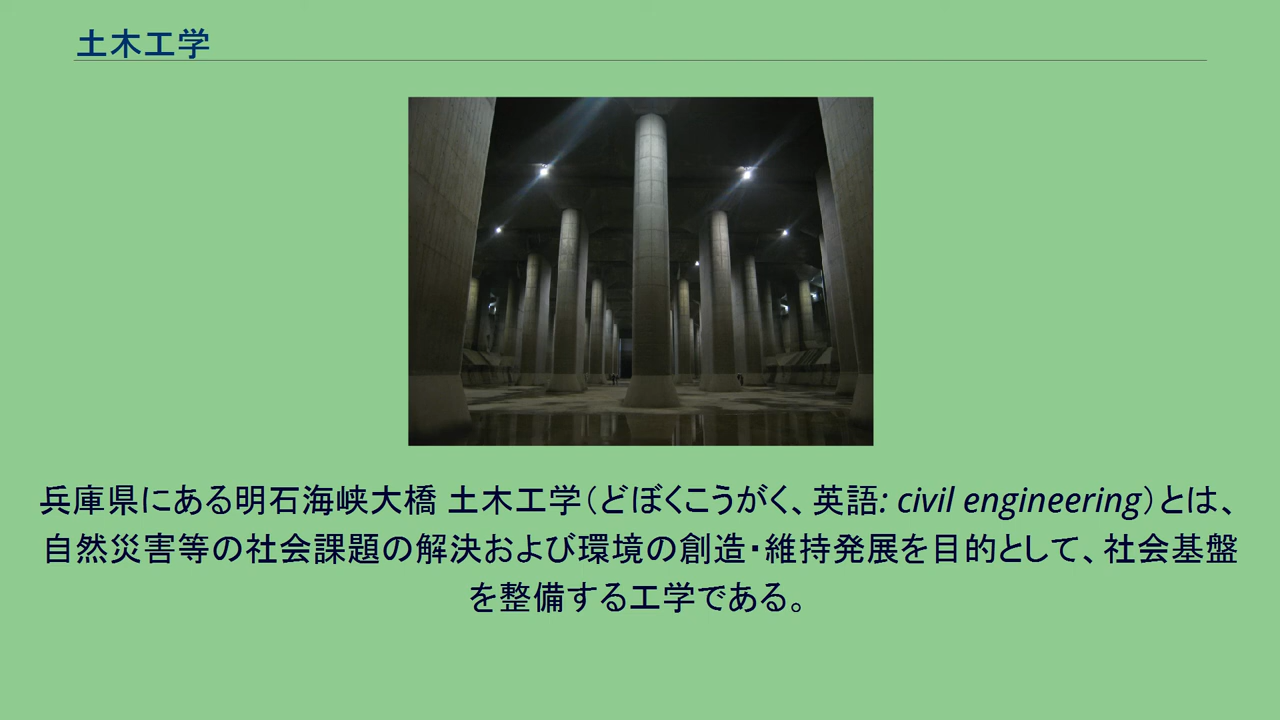 土木工学
兵庫県にある明石海峡大橋 土木工学（どぼくこうがく、英語: civil engineering）とは、
自然災害等の社会課題の解決および環境の創造・維持発展を目的として、社会基盤
を整備する工学である。